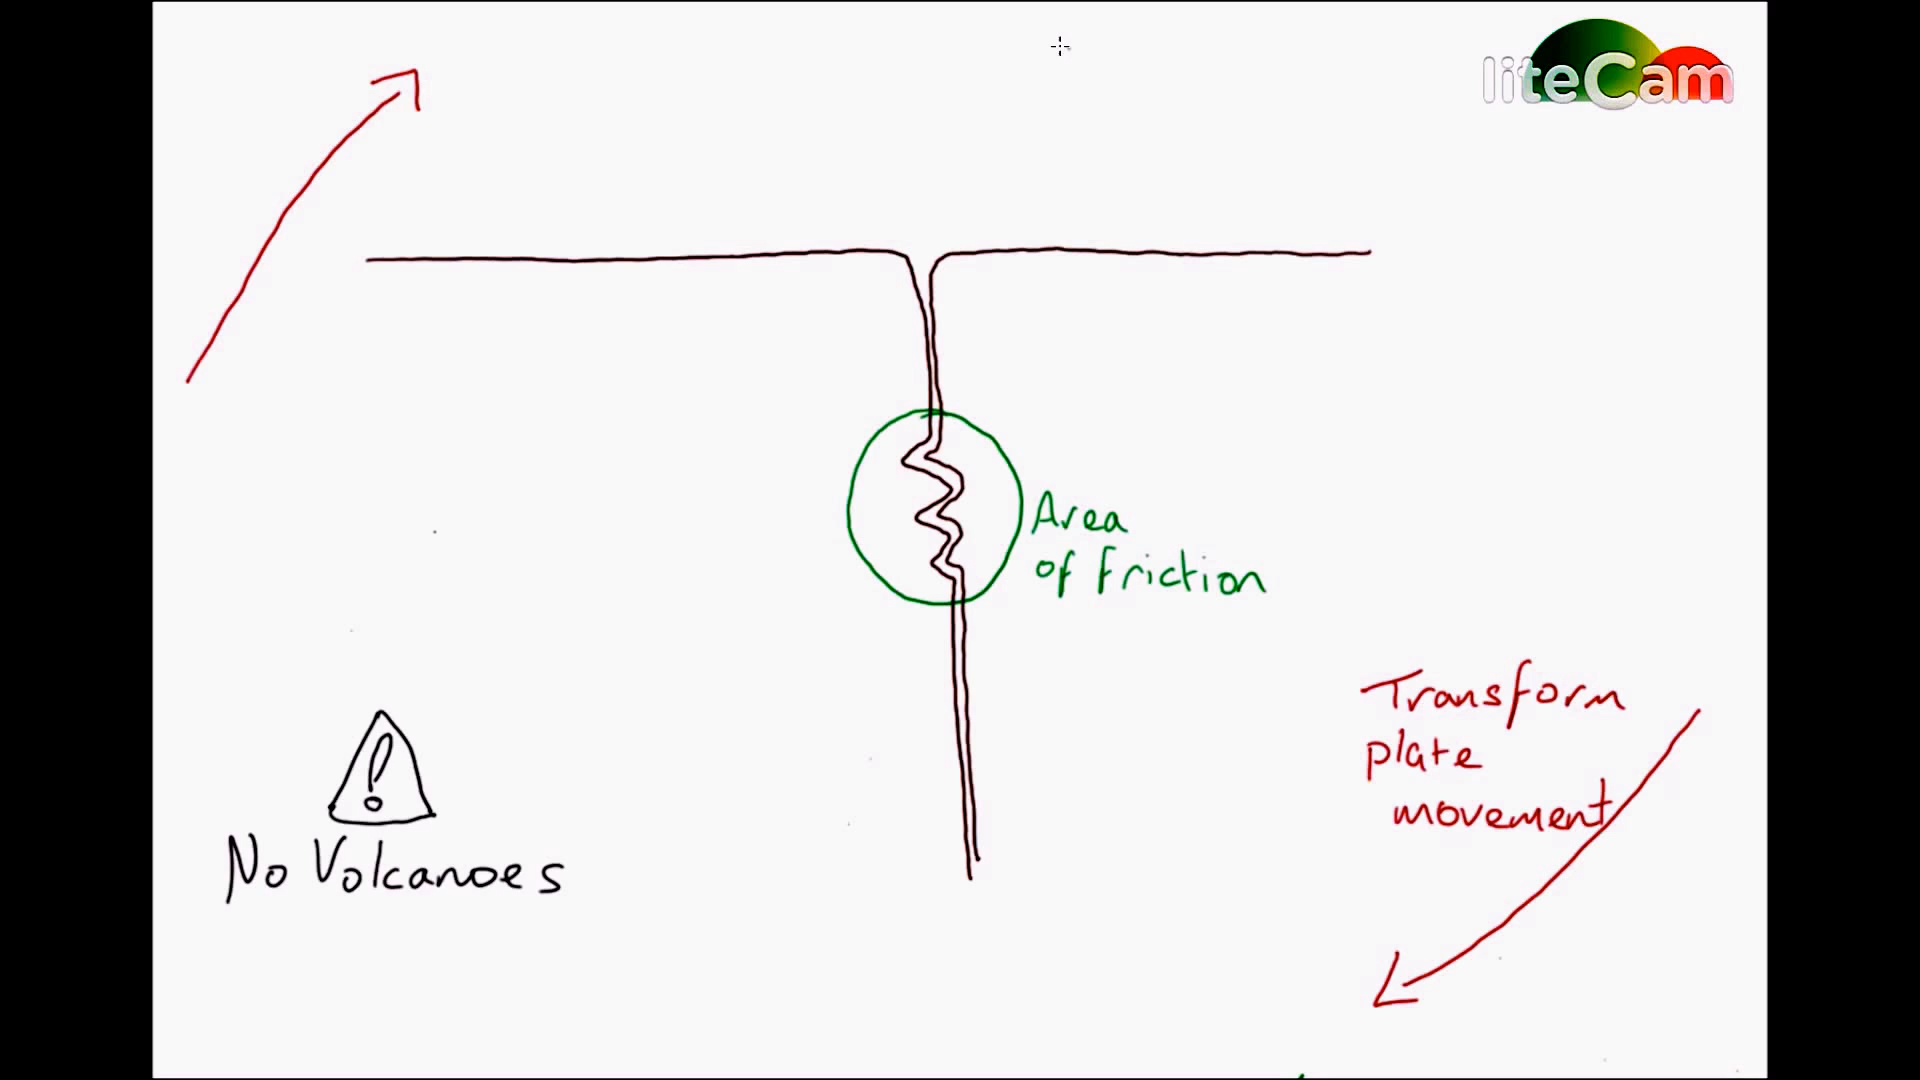 liteCam
Area
of friction
Transform
plate
movement
!
No Volcanoes